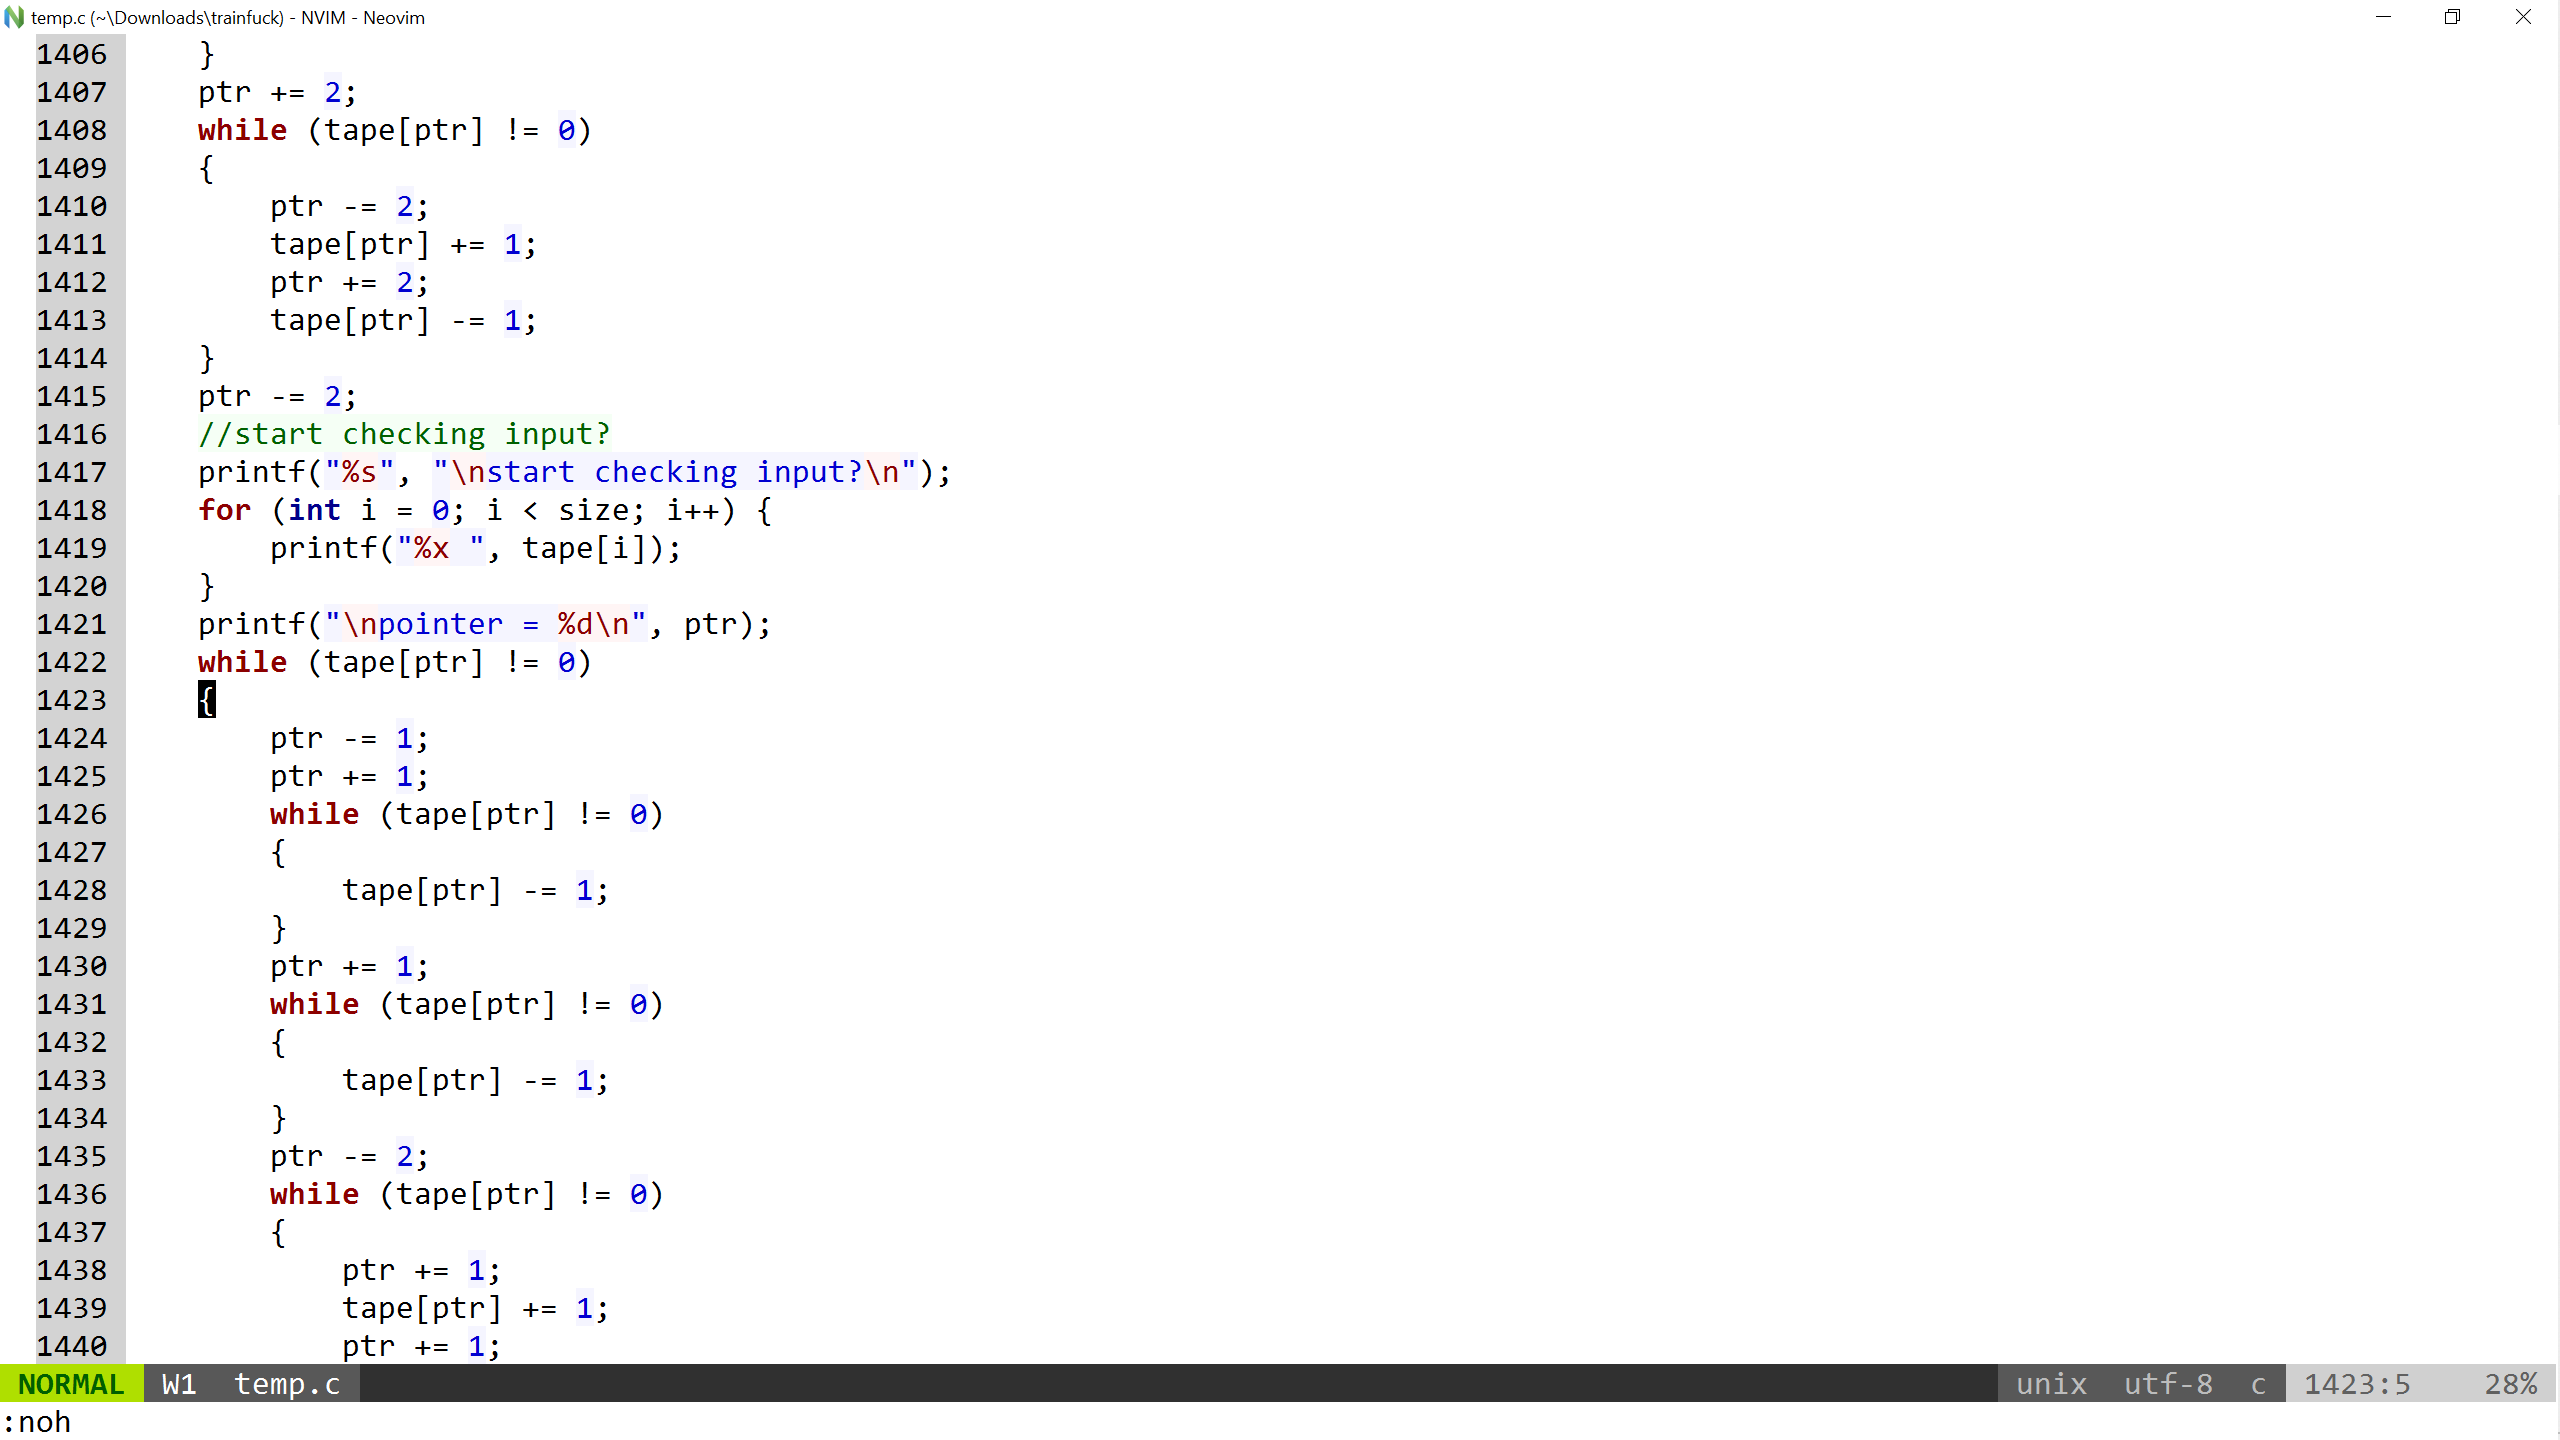 temp.c (~\Downloads\trainfuck) - NVIM - Neovim
1406     }
1407     ptr += 2;
1408     while (tape[ptr] != 0)
1409     {
1410         ptr -= 2;
1411         tape[ptr] += 1;
1412         ptr += 2;
1413         tape[ptr] -= 1;
1414     }
1415     ptr -= 2;
1416     //start checking input?
1417     printf("%s", "\nstart checking input?\n");
1418     for (int i = 0; i < size; i++) {
1419         printf("%x ", tape[i]);
1420     }
1421     printf("\npointer = %d\n", ptr);
1422     while (tape[ptr] != 0)
1423     {
1424         ptr -= 1;
1425         ptr += 1;
1426         while (tape[ptr] != 0)
1427         {
1428             tape[ptr] -= 1;
1429         }
1430         ptr += 1;
1431         while (tape[ptr] != 0)
1432         {
1433             tape[ptr] -= 1;
1434         }
1435         ptr -= 2;
1436         while (tape[ptr] != 0)
1437         {
1438             ptr += 1;
1439             tape[ptr] += 1;
1440             ptr += 1;
NORMAL W1 temp.c unix utf-8 c 1423:5 28%
:noh